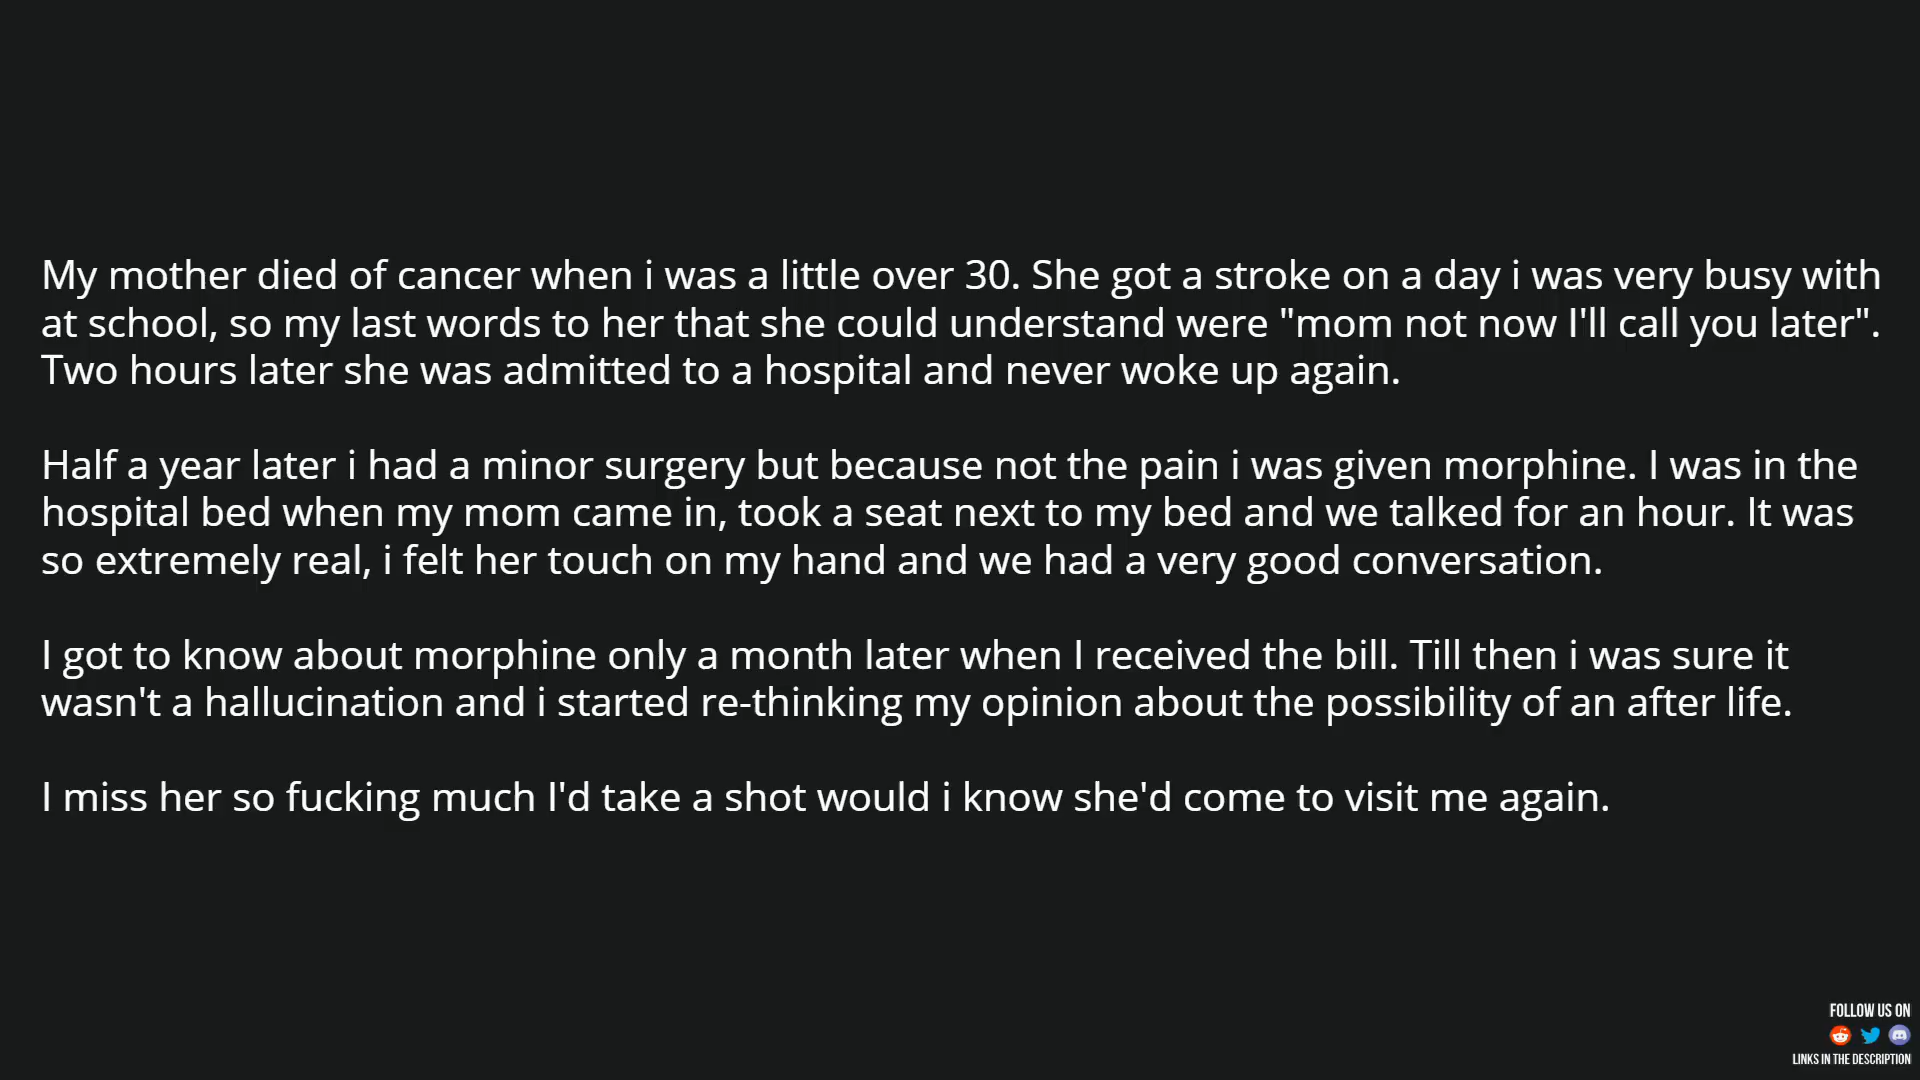 My mother died of cancer when i was a little over 30. She got a stroke on a day i was very busy with
at school, so my last words to her that she could understand were "mom not now I'll call you later".
Two hours later she was admitted to a hospital and never woke up again.
Half a year later i had a minor surgery but because not the pain i was given morphine. I was in the
hospital bed when my mom came in, took a seat next to my bed and we talked for an hour. It was
so extremely real, i felt her touch on my hand and we had a very good conversation.
I got to know about morphine only a month later when I received the bill. Till then i was sure it
wasn't a hallucination and i started re-thinking my opinion about the possibility of an after life.
I miss her so fucking much I'd take a shot would i know she'd come to visit me again.
FOLLOW US ON
LINKS IN THE DESCRIPTION